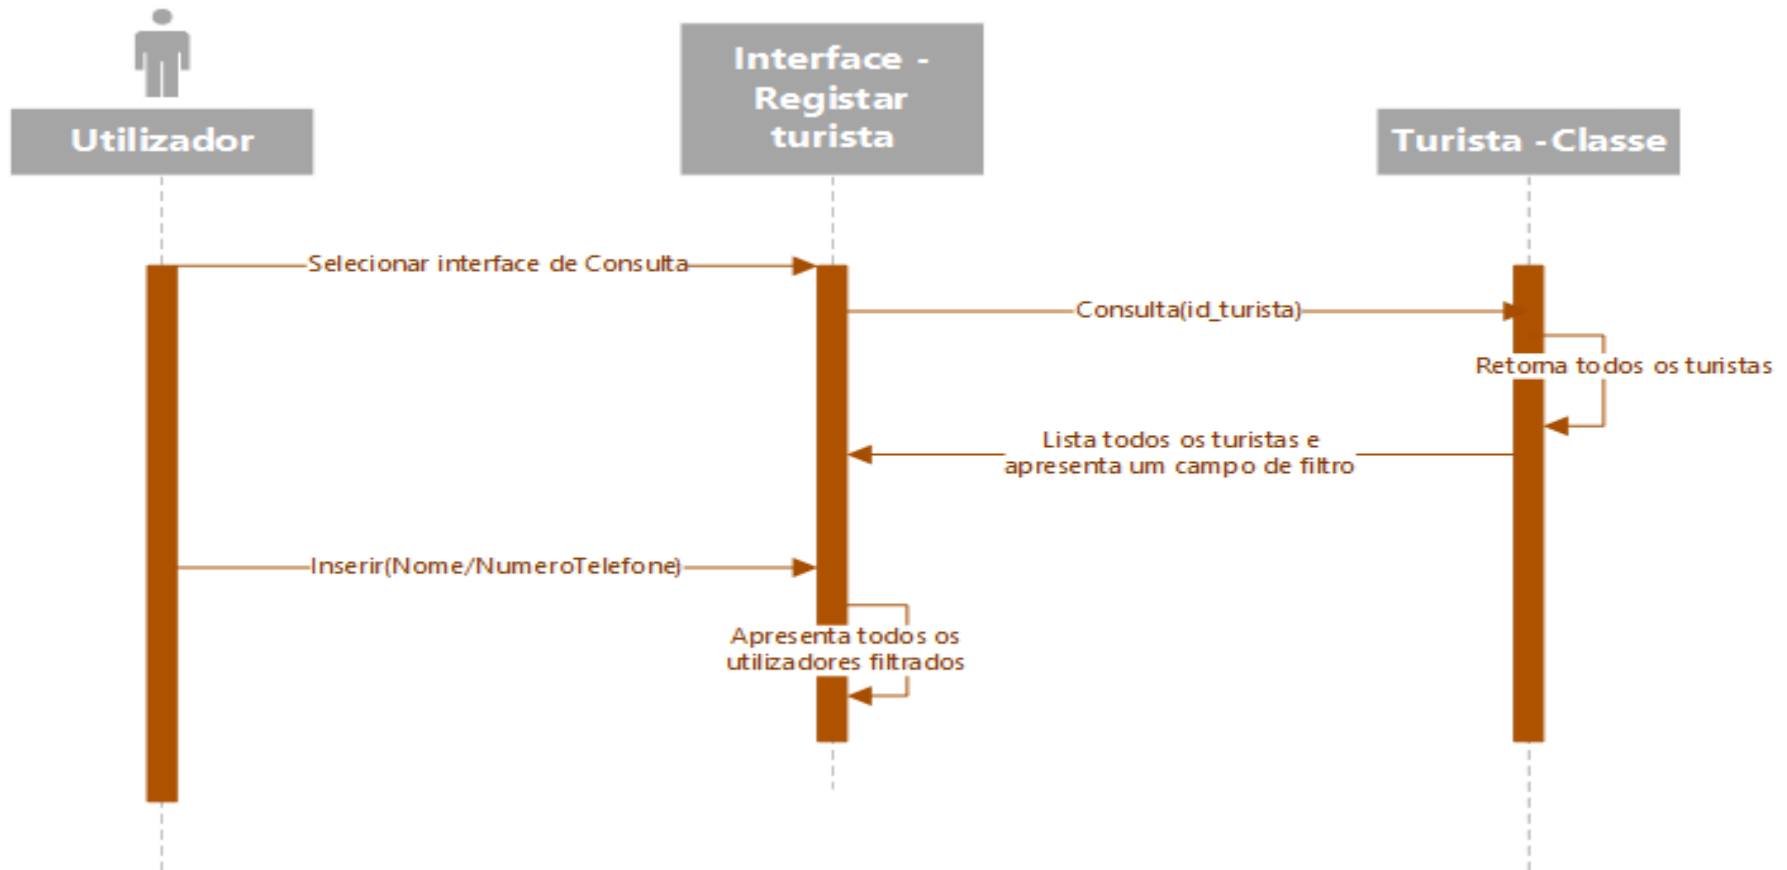 Utilizador
Interface -
Registar
turista
Turista -Classe
Selecionar interface de Consulta
Consulta(id_turista)
Retorna todos os turistas
Lista todos os turistas e
apresenta um campo de filtro
Inserir(Nome/NumeroTelefone)
Apresenta todos os
utilizadores filtrados